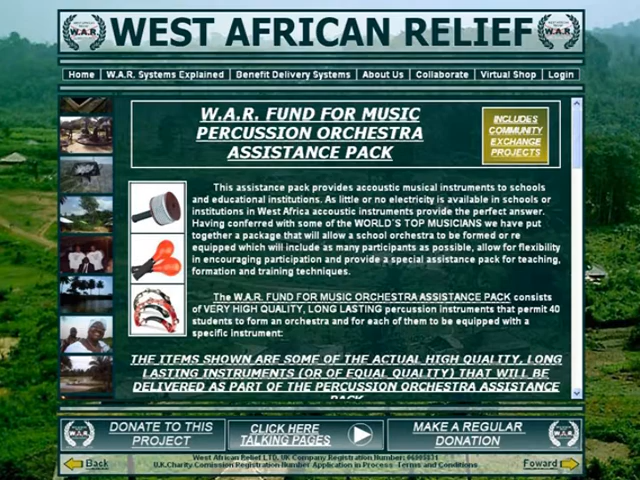 W.A.R.
WEST AFRICAN RELIEF
W.A.R.
Home | W.A.R. Systems Explained | Benefit Delivery Systems | About Us | Collaborate | Virtual Shop | Login
W.A.R. FUND FOR MUSIC
PERCUSSION ORCHESTRA
ASSISTANCE PACK
INCLUDES
COMMUNITY
EXCHANGE
PROJECTS
This assistance pack provides accoustic musical instruments to schools
and educational institutions. As little or no electricity is available in schools or
institutions in West Africa accoustic instruments provide the perfect answer.
Having conferred with some of the WORLD´S TOP MUSICIANS we have put
together a package that will allow a school orchestra to be formed or re
equipped which will include as many participants as possible, allow for flexibility
in encouraging participation and provide a special assistance pack for teaching,
formation and training techniques.
The W.A.R. FUND FOR MUSIC ORCHESTRA ASSISTANCE PACK consists
of VERY HIGH QUALITY, LONG LASTING percussion instruments that permit 40
students to form an orchestra and for each of them to be equipped with a
specific instrument:
THE ITEMS SHOWN ARE SOME OF THE ACTUAL HIGH QUALITY, LONG
LASTING INSTRUMENTS (OR OF EQUAL QUALITY) THAT WILL BE
DELIVERED AS PART OF THE PERCUSSION ORCHESTRA ASSISTANCE
PACK
W.A.R.
DONATE TO THIS
PROJECT
CLICK HERE
TALKING PAGES
MAKE A REGULAR
DONATION
W.A.R.
Back
West African Relief LTD. UK Company Registration Number: 06905831
U.K.Charity Comission Registration Number Application in Process -Terms and Conditions
Foward